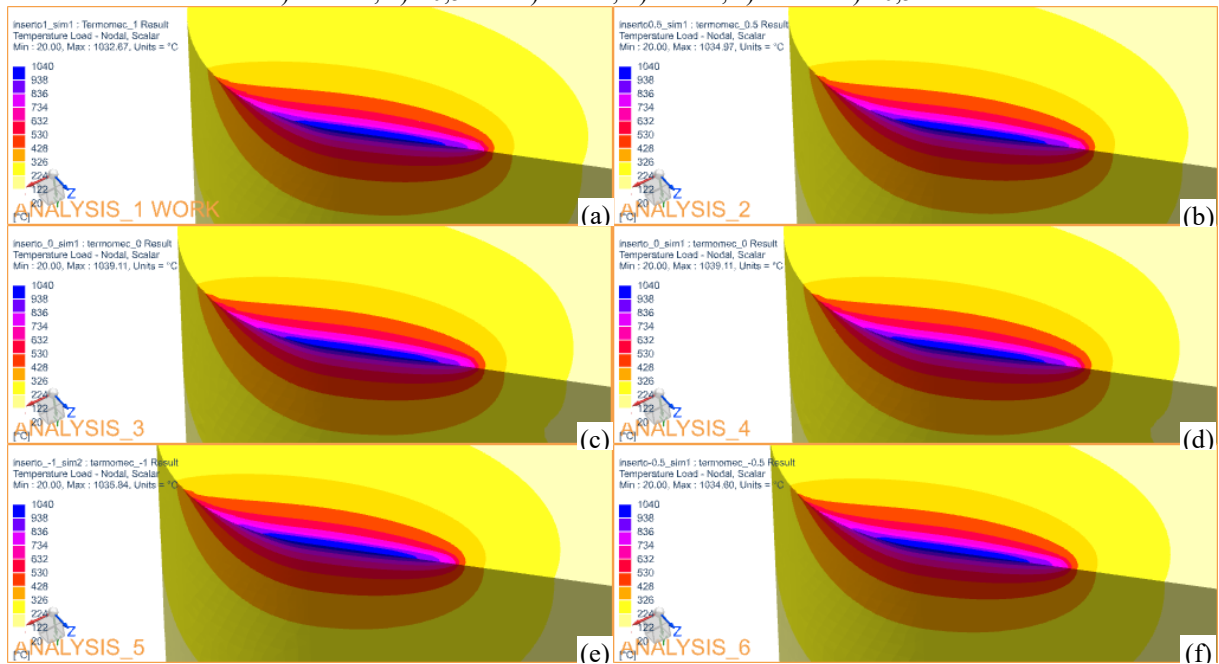 inserto1_sim1 : Termomec_1 Result
Temperature Load - Nodal, Scalar
Min : 20.00, Max : 1032.67, Units = °C
1040
938
836
734
632
530
428
326
224
122
20
[°C]
Z
ANALYSIS_1 WORK
(a)
inserto0.5_sim1 : termomec_0.5 Result
Temperature Load - Nodal, Scalar
Min : 20.00, Max : 1034.97, Units = °C
1040
938
836
734
632
530
428
326
224
122
20
[°C]
Z
ANALYSIS_2
(b)
inserto_0_sim1 : termomec_0 Result
Temperature Load - Nodal, Scalar
Min : 20.00, Max : 1039.11, Units = °C
1040
938
836
734
632
530
428
326
224
122
20
[°C]
Z
ANALYSIS_3
(c)
inserto_0_sim1 : termomec_0 Result
Temperature Load - Nodal, Scalar
Min : 20.00, Max : 1039.11, Units = °C
1040
938
836
734
632
530
428
326
224
122
20
[°C]
Z
ANALYSIS_4
(d)
inserto_-1_sim2 : termomec_-1 Result
Temperature Load - Nodal, Scalar
Min : 20.00, Max : 1035.84, Units = °C
1040
938
836
734
632
530
428
326
224
122
20
[°C]
Z
ANALYSIS_5
(e)
inserto-0.5_sim1 : termomec_-0.5 Result
Temperature Load - Nodal, Scalar
Min : 20.00, Max : 1034.60, Units = °C
1040
938
836
734
632
530
428
326
224
122
20
[°C]
Z
ANALYSIS_6
(f)